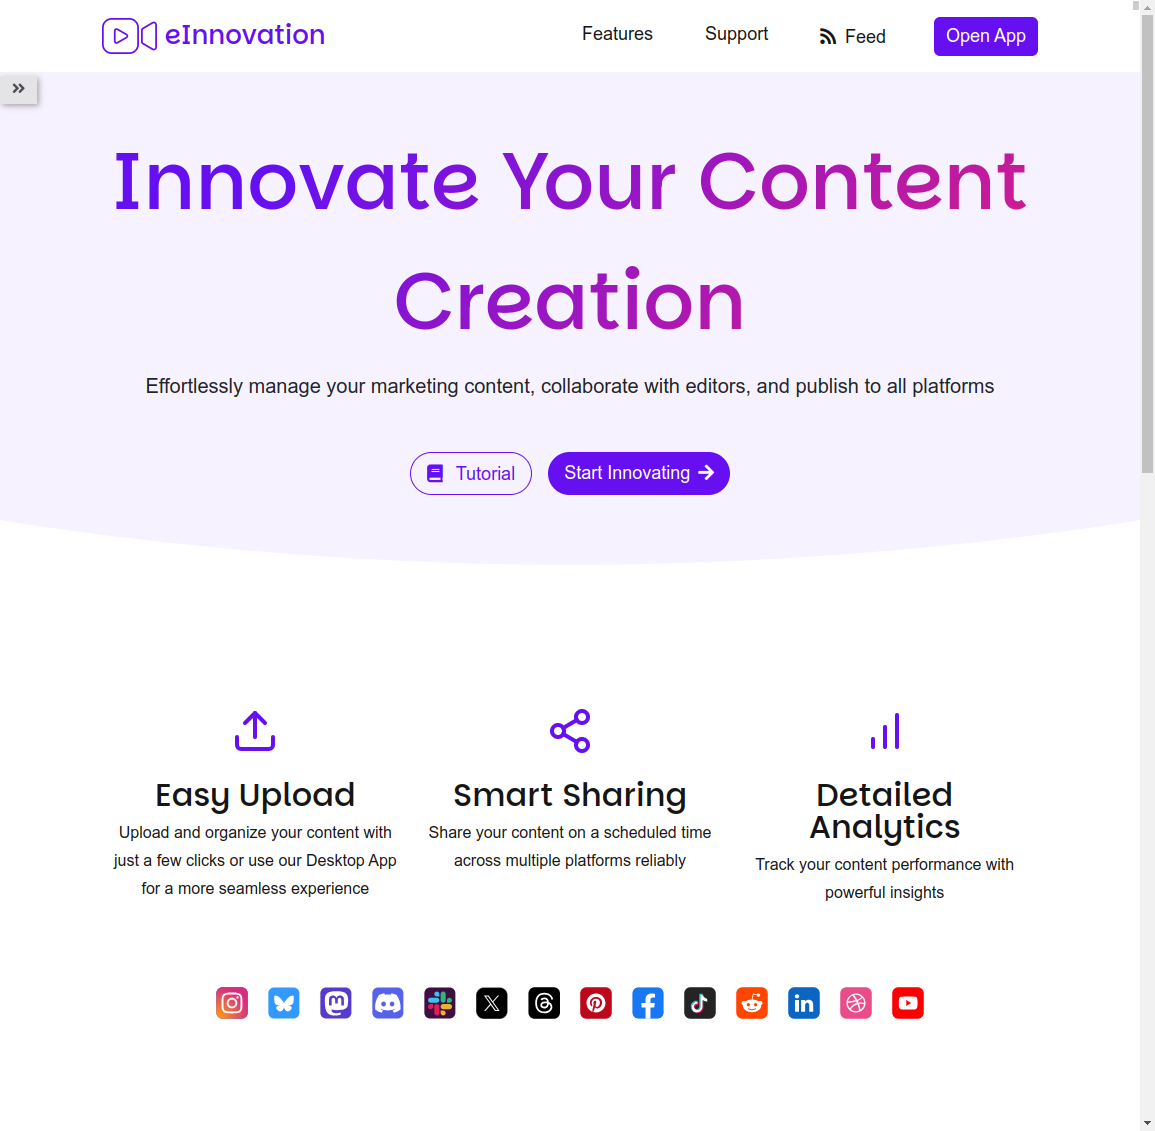 eInnovation
Features
Support
Feed
Open App
Innovate Your Content
Creation
Effortlessly manage your marketing content, collaborate with editors, and publish to all platforms
Tutorial
Start Innovating
Easy Upload
Upload and organize your content with
just a few clicks or use our Desktop App
for a more seamless experience
Smart Sharing
Share your content on a scheduled time
across multiple platforms reliably
Detailed
Analytics
Track your content performance with
powerful insights